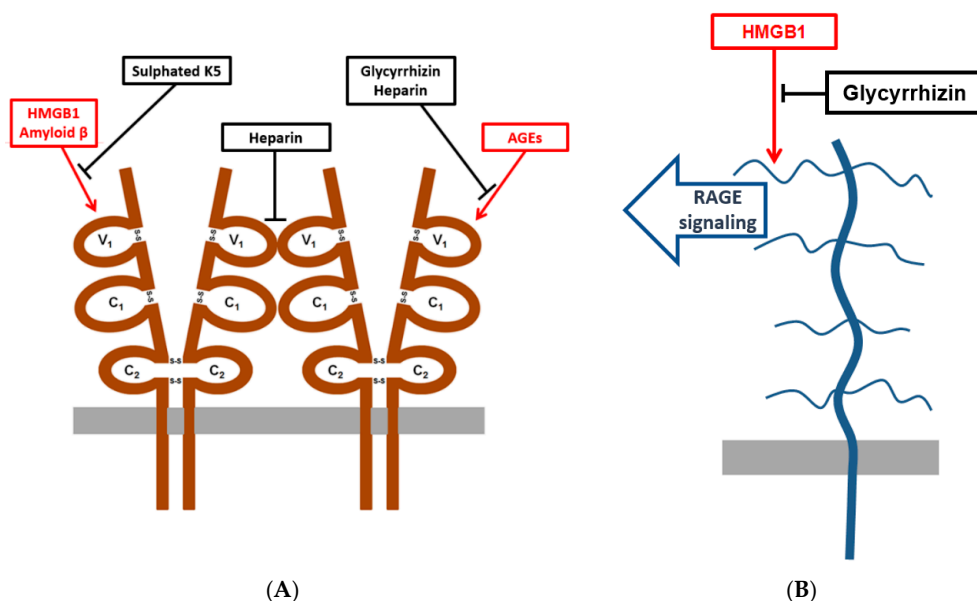 Sulphated K5
HMGB1
Amyloid β
Heparin
Glycyrrhizin
Heparin
AGEs
V1
S-S
S-S
V1
V1
S-S
S-S
V1
C1
S-S
S-S
C1
C1
S-S
S-S
C1
C2
S-S
S-S
C2
C2
S-S
S-S
C2
(A)
HMGB1
Glycyrrhizin
RAGE
signaling
(B)